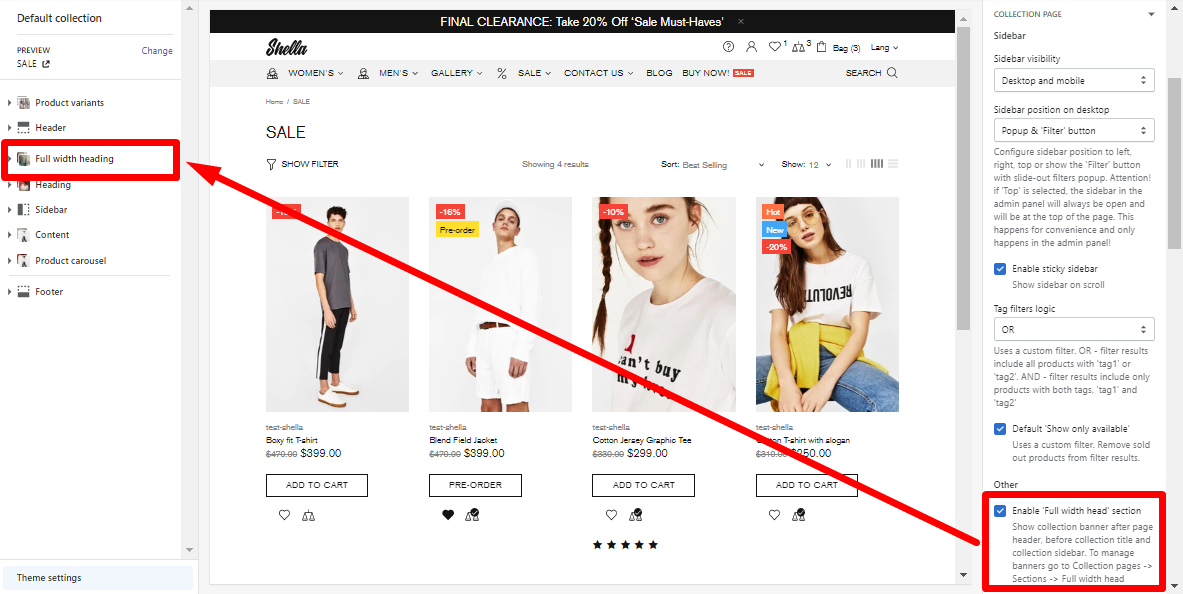 Default collection
PREVIEW
Change
SALE
Product variants
Header
Full width heading
Heading
Sidebar
Content
Product carousel
Footer
Theme settings
FINAL CLEARANCE: Take 20% Off 'Sale Must-Haves' ×
Shella
1 3 Bag (3) Lang
WOMEN'S MEN'S GALLERY % SALE CONTACT US BLOG BUY NOW! SALE SEARCH
Home / SALE
SALE
SHOW FILTER Showing 4 results Sort: Best Selling Show: 12
-16% -10% Hot
Pre-order New
-20%
REVOLUTI
I can't buy
test-shella test-shella test-shella test-shella
Boxy fit T-shirt Blend Field Jacket Cotton Jersey Graphic Tee Cotton T-shirt with slogan
$470.00 $399.00 $470.00 $399.00 $330.00 $299.00 $310.00 $250.00
ADD TO CART PRE-ORDER ADD TO CART ADD TO CART
COLLECTION PAGE
Sidebar
Sidebar visibility
Desktop and mobile
Sidebar position on desktop
Popup & 'Filter' button
Configure sidebar position to left,
right, top or show the 'Filter' button
with slide-out filters popup. Attention!
if 'Top' is selected, the sidebar in the
admin panel will always be open and
will be at the top of the page. This
happens for convenience and only
happens in the admin panel!
Enable sticky sidebar
Show sidebar on scroll
Tag filters logic
OR
Uses a custom filter. OR - filter results
include all products with 'tag1' or
'tag2'. AND - filter results include only
products with both tags, 'tag1' and
'tag2'
Default 'Show only available'
Uses a custom filter. Remove sold
out products from filter results.
Other
Enable 'Full width head' section
Show collection banner after page
header, before collection title and
collection sidebar. To manage
banners go to Collection pages ->
Sections -> Full width head